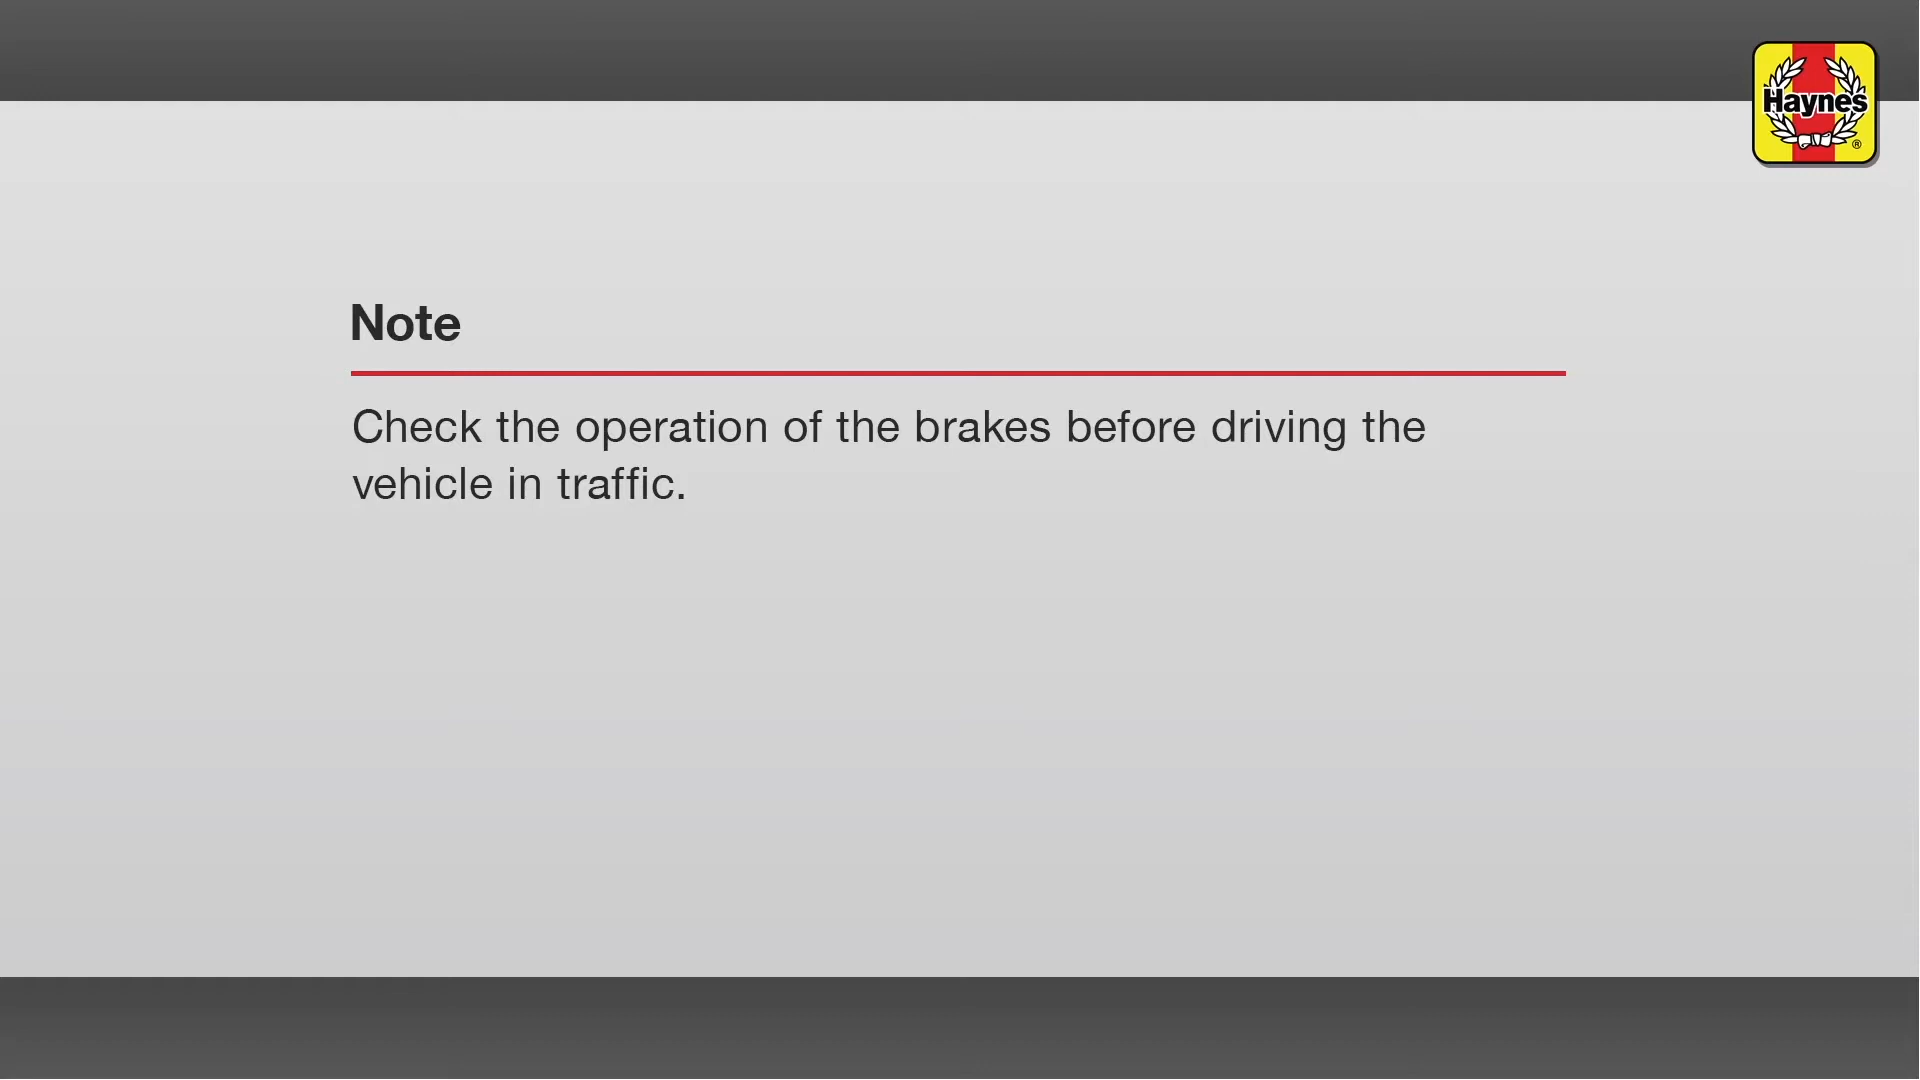 Haynes
®
Note
Check the operation of the brakes before driving the
vehicle in traffic.